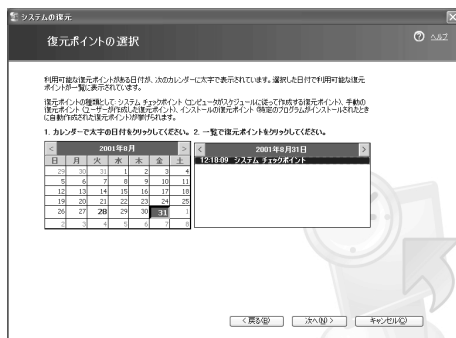 システムの復元
復元ポイントの選択
ヘルプ
利用可能な復元ポイントがある日付が、次のカレンダーに太字で表示されています。選択した日付で利用可能な復元
ポイントが一覧に表示されています。
復元ポイントの種類として: システム チェックポイント (コンピュータがスケジュールに従って作成する復元ポイント)、手動の
復元ポイント (ユーザーが作成した復元ポイント)、インストールの復元ポイント (特定のプログラムがインストールされたとき
に自動作成された復元ポイント)が挙げられます。
1. カレンダーで太字の日付をクリックしてください。 2. 一覧で復元ポイントをクリックしてください。
< 2001年8月 > < 2001年8月31日 >
日 月 火 水 木 金 土 12:18:09 システム チェックポイント
29 30 31 1 2 3 4
5 6 7 8 9 10 11
12 13 14 15 16 17 18
19 20 21 22 23 24 25
26 27 28 29 30 31 1
2 3 4 5 6 7 8
< 戻る(B) 次へ(N) > キャンセル(C)